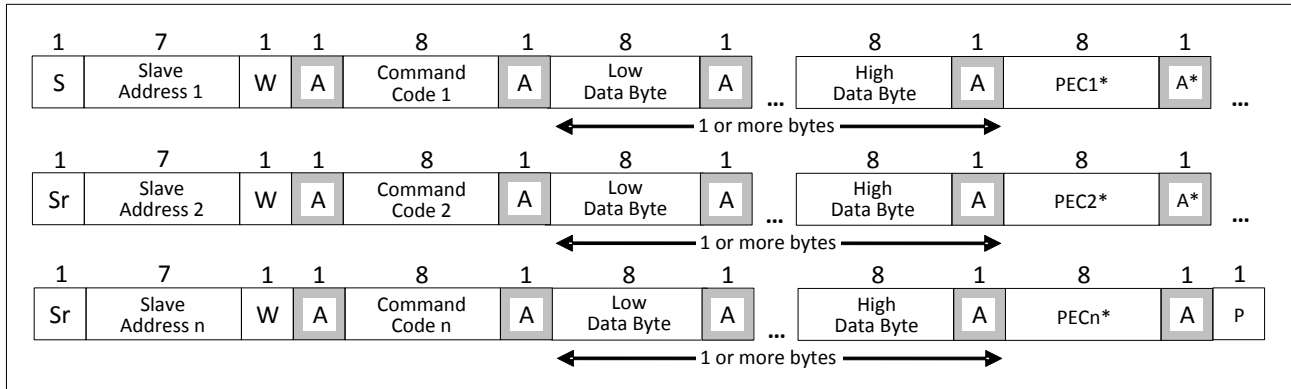 1 7 1 1 8 1 8 1 8 1 8 1
S Slave Address 1 W A Command Code 1 A Low Data Byte A ... High Data Byte A PEC1* A* ...
1 or more bytes
1 7 1 1 8 1 8 1 8 1 8 1
Sr Slave Address 2 W A Command Code 2 A Low Data Byte A ... High Data Byte A PEC2* A* ...
1 or more bytes
1 7 1 1 8 1 8 1 8 1 8 1 1
Sr Slave Address n W A Command Code n A Low Data Byte A ... High Data Byte A PECn* A P
1 or more bytes